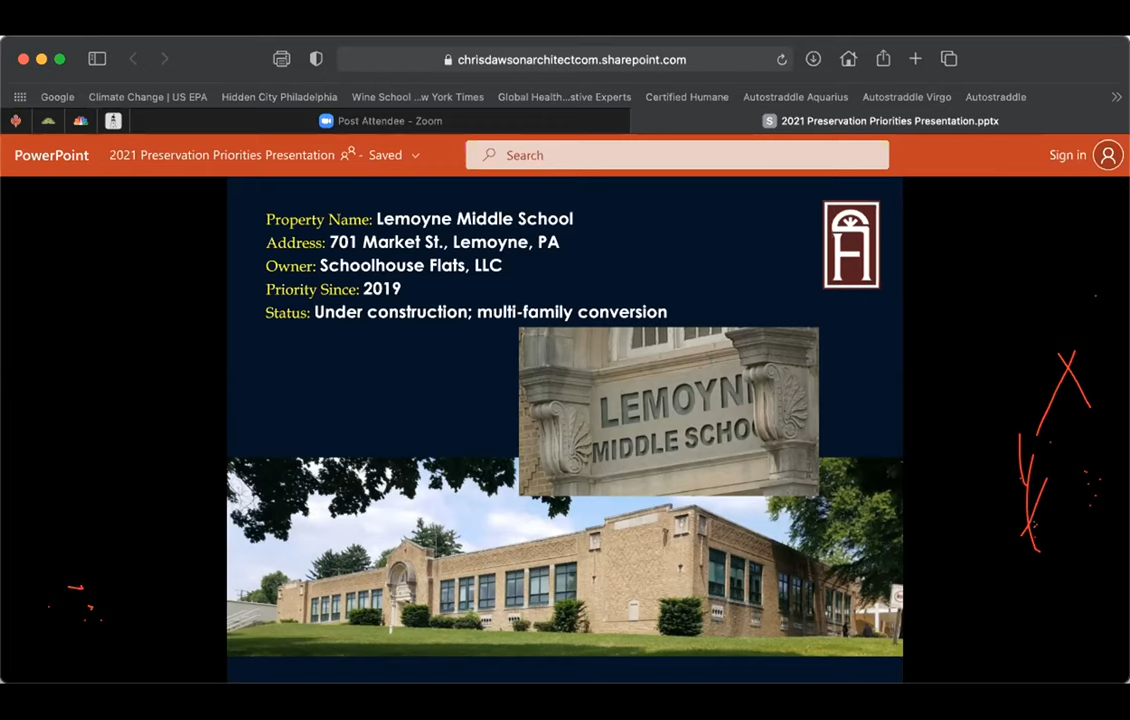 chrisdawsonarchitectcom.sharepoint.com
Google Climate Change | US EPA Hidden City Philadelphia Wine School ...w York Times Global Health...stive Experts Certified Humane Autostraddle Aquarius Autostraddle Virgo Autostraddle
Post Attendee - Zoom
S 2021 Preservation Priorities Presentation.pptx
PowerPoint 2021 Preservation Priorities Presentation - Saved Search Sign in
Property Name: Lemoyne Middle School
Address: 701 Market St., Lemoyne, PA
Owner: Schoolhouse Flats, LLC
Priority Since: 2019
Status: Under construction; multi-family conversion
LEMOYN
MIDDLE SCHOO